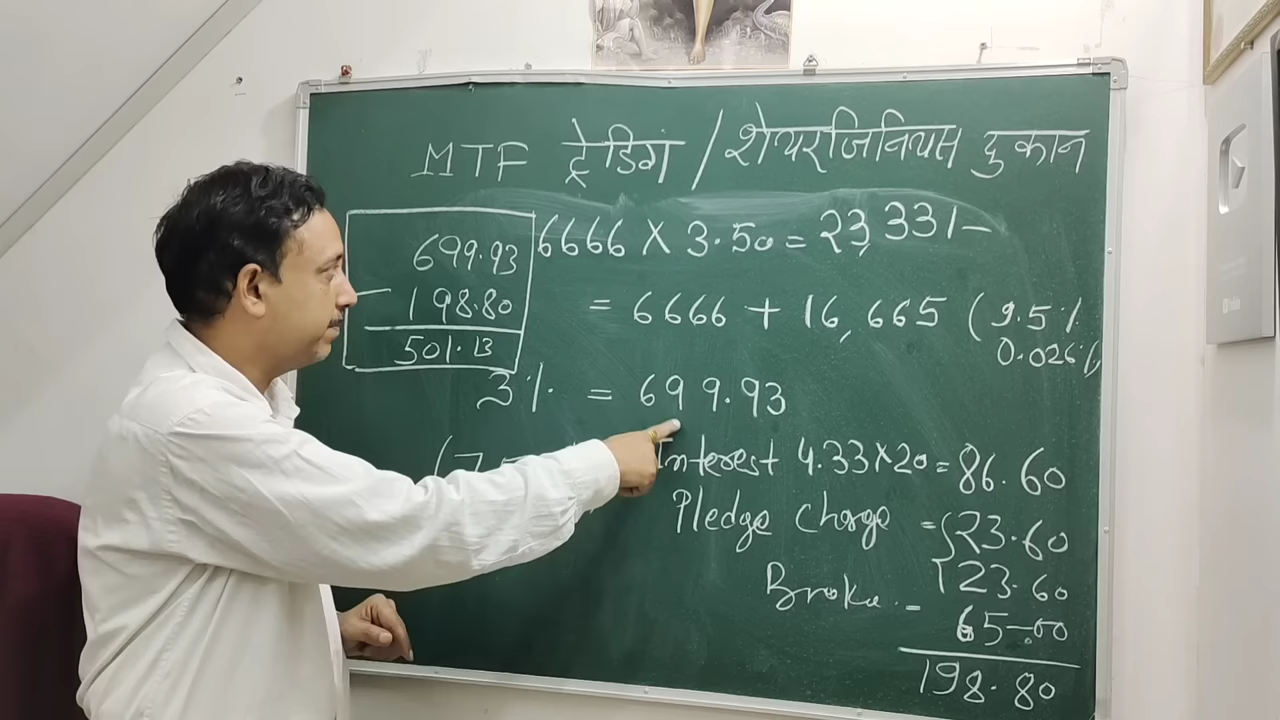 MTF ट्रेडिंग / शेयरजिनियस दुकान
699.93
- 198.80
501.13
6666 X 3.50 = 23,331/-
= 6666 + 16,665 (9.5%
0.026%
3% = 699.93
Interest 4.33X20 = 86.60
Pledge Charge = 23.60
23.60
- 65-00
198.80